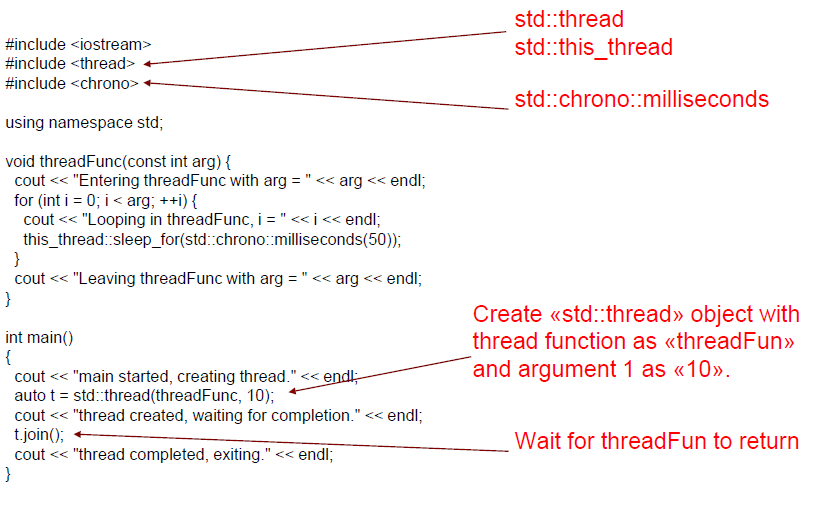 std::thread
std::this_thread
#include <iostream>
#include <thread>
#include <chrono>
std::chrono::milliseconds
using namespace std;
void threadFunc(const int arg) {
cout << "Entering threadFunc with arg = " << arg << endl;
for (int i = 0; i < arg; ++i) {
cout << "Looping in threadFunc, i = " << i << endl;
this_thread::sleep_for(std::chrono::milliseconds(50));
}
cout << "Leaving threadFunc with arg = " << arg << endl;
}
Create «std::thread» object with
thread function as «threadFun»
and argument 1 as «10».
int main()
{
cout << "main started, creating thread." << endl;
auto t = std::thread(threadFunc, 10);
cout << "thread created, waiting for completion." << endl;
t.join();
Wait for threadFun to return
cout << "thread completed, exiting." << endl;
}